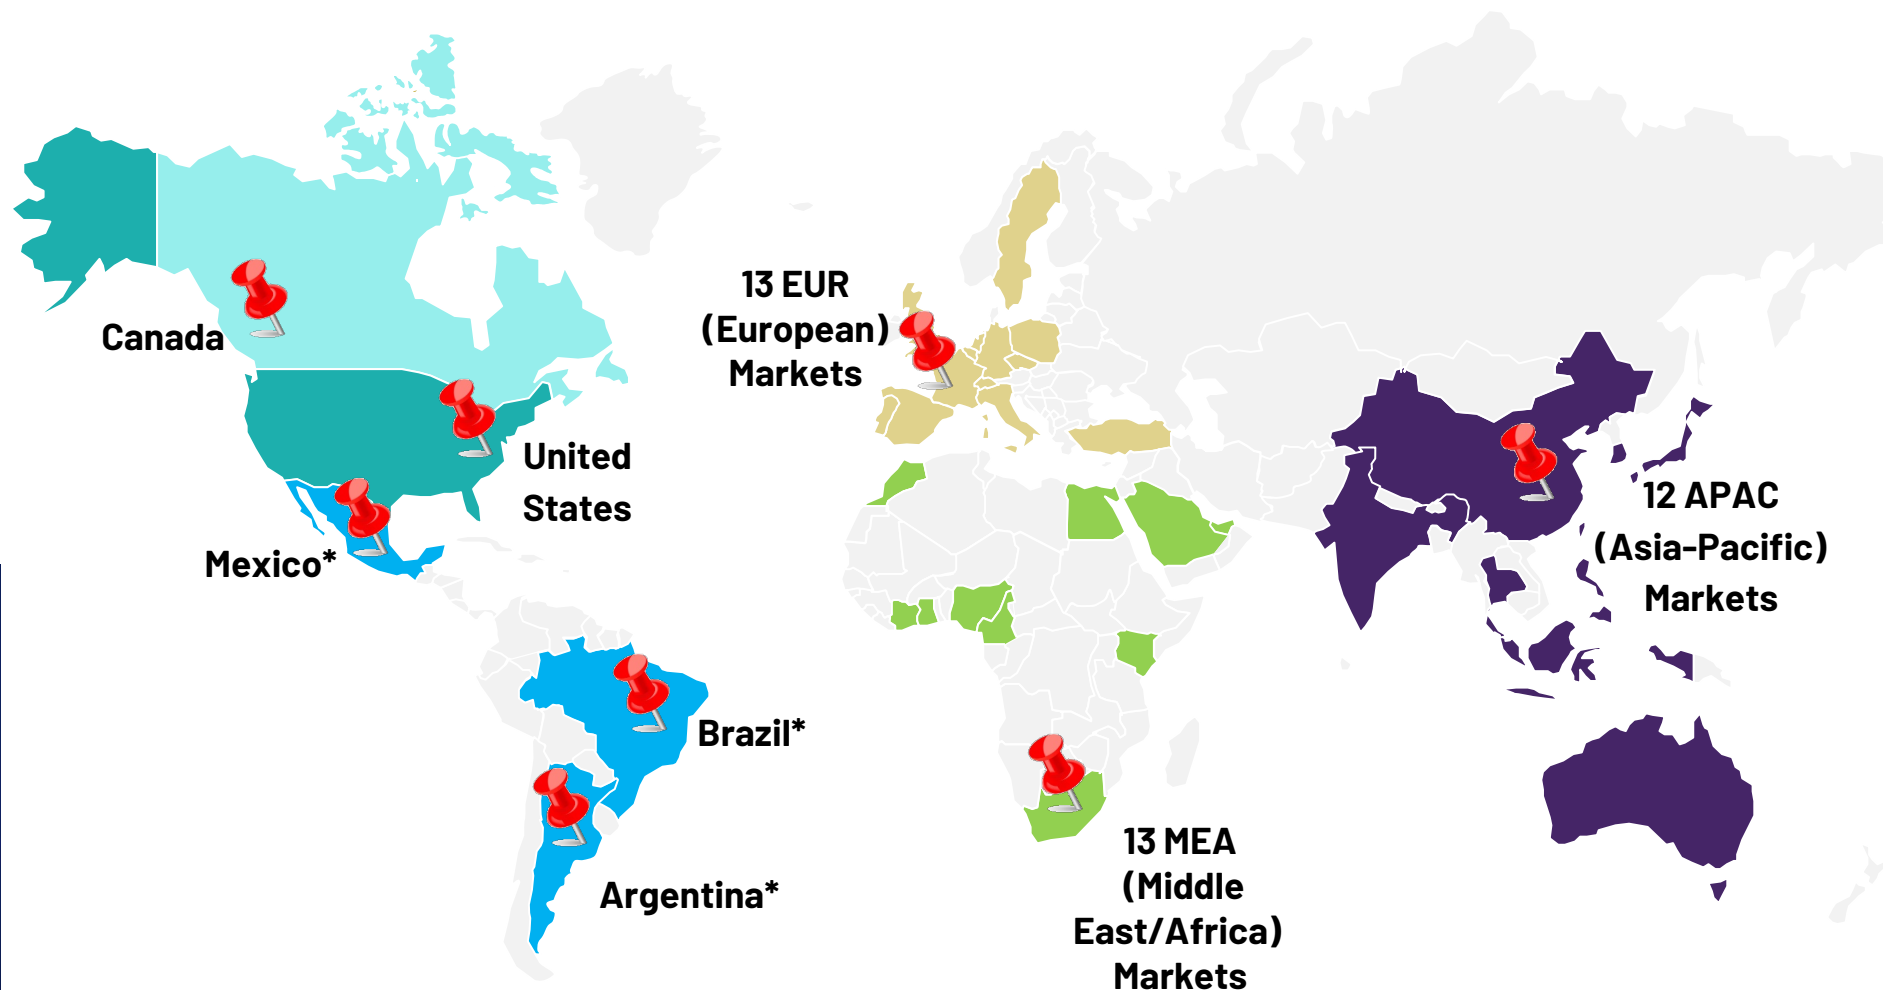 Canada
United
States
Mexico*
Brazil*
Argentina*
13 EUR
(European)
Markets
13 MEA
(Middle
East/Africa)
Markets
12 APAC
(Asia-Pacific)
Markets